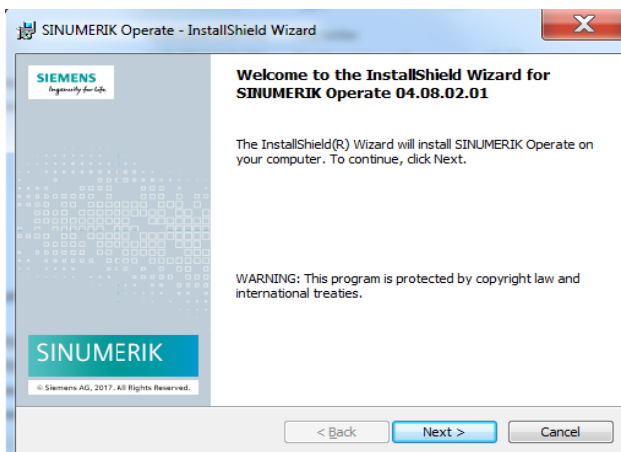 SINUMERIK Operate - InstallShield Wizard
SIEMENS
Ingenuity for life
Welcome to the InstallShield Wizard for
SINUMERIK Operate 04.08.02.01
The InstallShield(R) Wizard will install SINUMERIK Operate on
your computer. To continue, click Next.
WARNING: This program is protected by copyright law and
international treaties.
SINUMERIK
© Siemens AG, 2017. All Rights Reserved.
< Back
Next >
Cancel